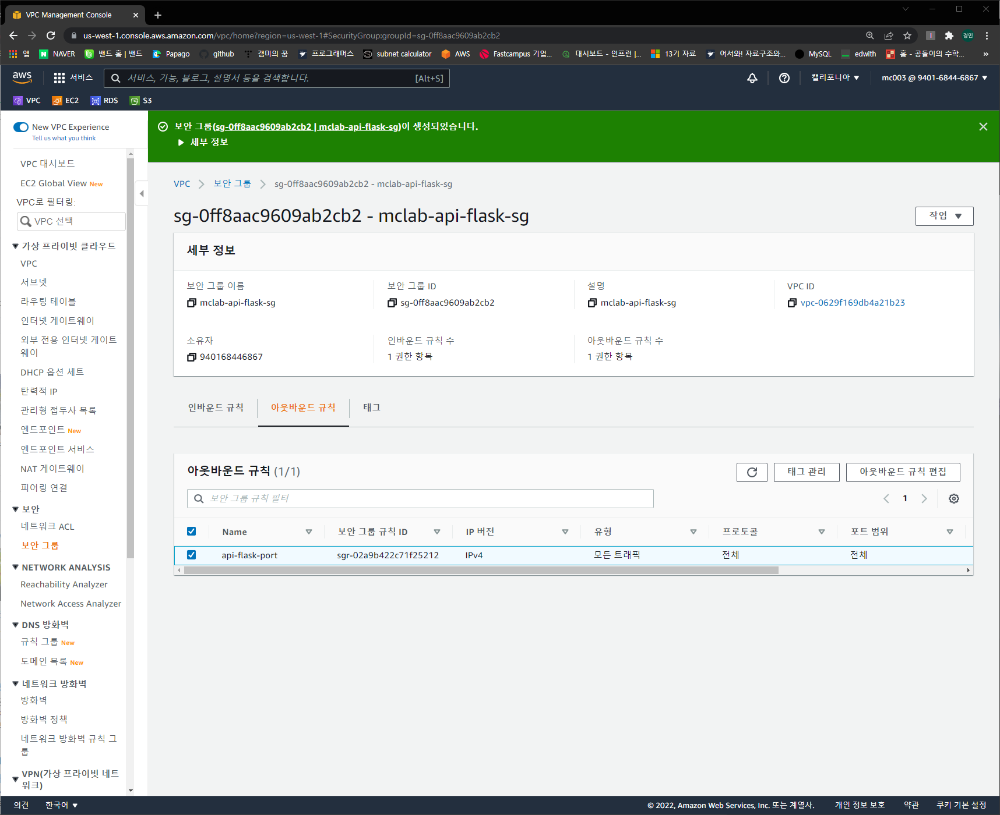 VPC Management Console
us-west-1.console.aws.amazon.com/vpc/home?region=us-west-1#SecurityGroup:groupId=sg-0ff8aac9609ab2cb2
경민
앱 NAVER 밴드 홈 | 밴드 Papago github 캠미의 꿈 프로그래머스 subnet calculator AWS Fastcampus 기업... 대시보드 - 인프런 |... 13기 자료 어서와! 자료구조와... MySQL edwith 홈 - 공돌이의 수학...
aws 서비스 서비스, 기능, 블로그, 설명서 등을 검색합니다. [Alt+S] 캘리포니아 mc003 @ 9401-6844-6867
VPC EC2 RDS S3
New VPC Experience
Tell us what you think
VPC 대시보드
EC2 Global View New
VPC로 필터링:
VPC 선택
가상 프라이빗 클라우드
VPC
서브넷
라우팅 테이블
인터넷 게이트웨이
외부 전용 인터넷 게이트
웨이
DHCP 옵션 세트
탄력적 IP
관리형 접두사 목록
엔드포인트 New
엔드포인트 서비스
NAT 게이트웨이
피어링 연결
보안
네트워크 ACL
보안 그룹
NETWORK ANALYSIS
Reachability Analyzer
Network Access Analyzer
DNS 방화벽
규칙 그룹 New
도메인 목록 New
네트워크 방화벽
방화벽
방화벽 정책
네트워크 방화벽 규칙 그
룹
VPN(가상 프라이빗 네트
워크)
보안 그룹(sg-0ff8aac9609ab2cb2 | mclab-api-flask-sg)이 생성되었습니다.
세부 정보
VPC 보안 그룹 sg-0ff8aac9609ab2cb2 - mclab-api-flask-sg
sg-0ff8aac9609ab2cb2 - mclab-api-flask-sg
작업
세부 정보
보안 그룹 이름 보안 그룹 ID 설명 VPC ID
mclab-api-flask-sg sg-0ff8aac9609ab2cb2 mclab-api-flask-sg vpc-0629f169db4a21b23
소유자 인바운드 규칙 수 아웃바운드 규칙 수
940168446867 1 권한 항목 1 권한 항목
인바운드 규칙 아웃바운드 규칙 태그
아웃바운드 규칙 (1/1) 태그 관리 아웃바운드 규칙 편집
보안 그룹 규칙 필터 1
Name 보안 그룹 규칙 ID IP 버전 유형 프로토콜 포트 범위
api-flask-port sgr-02a9b422c71f25212 IPv4 모든 트래픽 전체 전체
의견 한국어 © 2022, Amazon Web Services, Inc. 또는 계열사. 개인 정보 보호 약관 쿠키 기본 설정